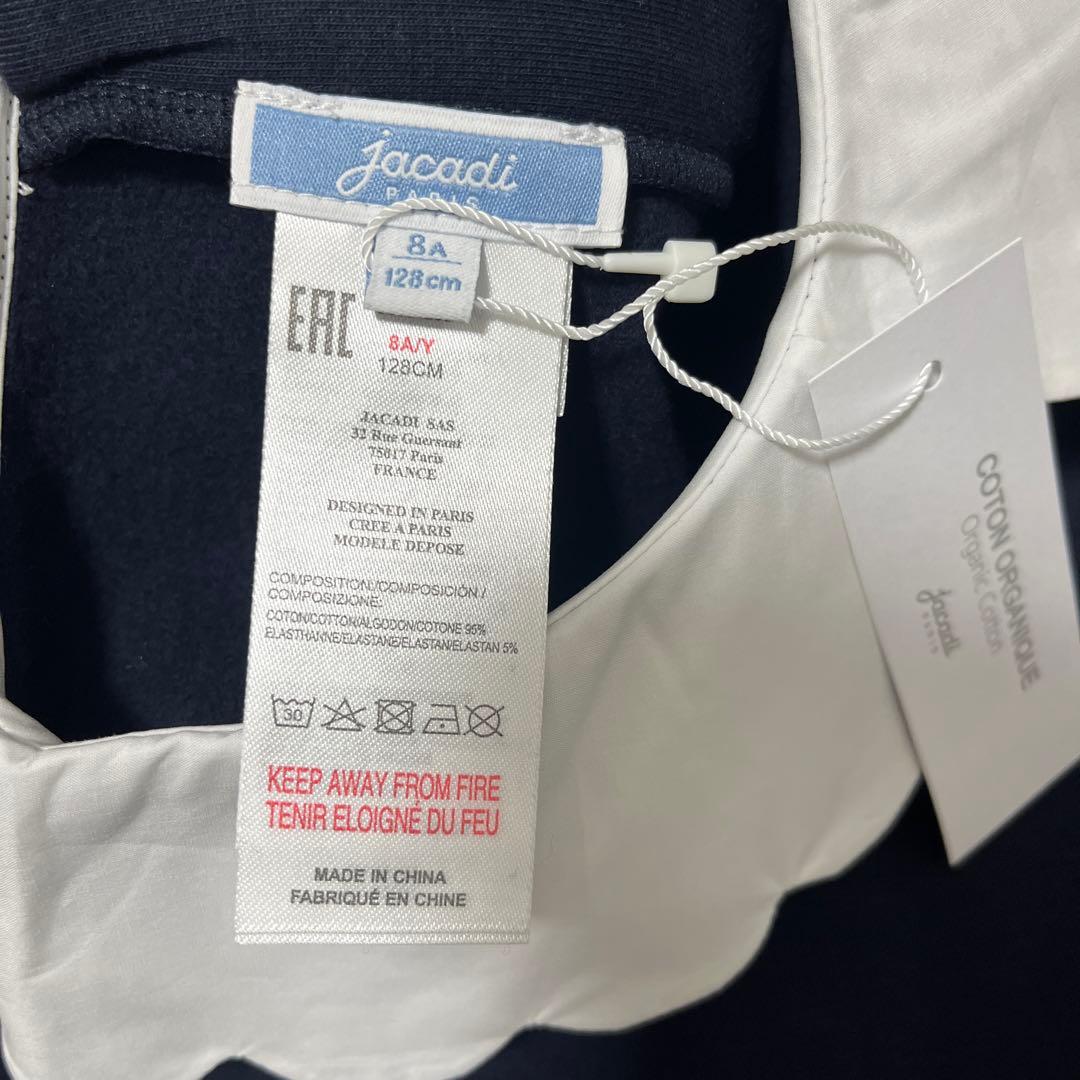 jacadi
PARIS
8A
128cm
EAC
8A/Y
128CM
JACADI SAS
32 Rue Guersant
75017 Paris
FRANCE
DESIGNED IN PARIS
CREE A PARIS
MODELE DEPOSE
COMPOSITION/COMPOSICIÓN/
COMPOSIZIONE:
COTON/COTTON/ALGODON/COTONE 95%
ELASTHANNE/ELASTANE/ELASTAN/ELASTAN 5%
30
KEEP AWAY FROM FIRE
TENIR ELOIGNÉ DU FEU
MADE IN CHINA
FABRIQUÉ EN CHINE
COTON ORGANIQUE
Organic Cotton
jacadi
PARIS